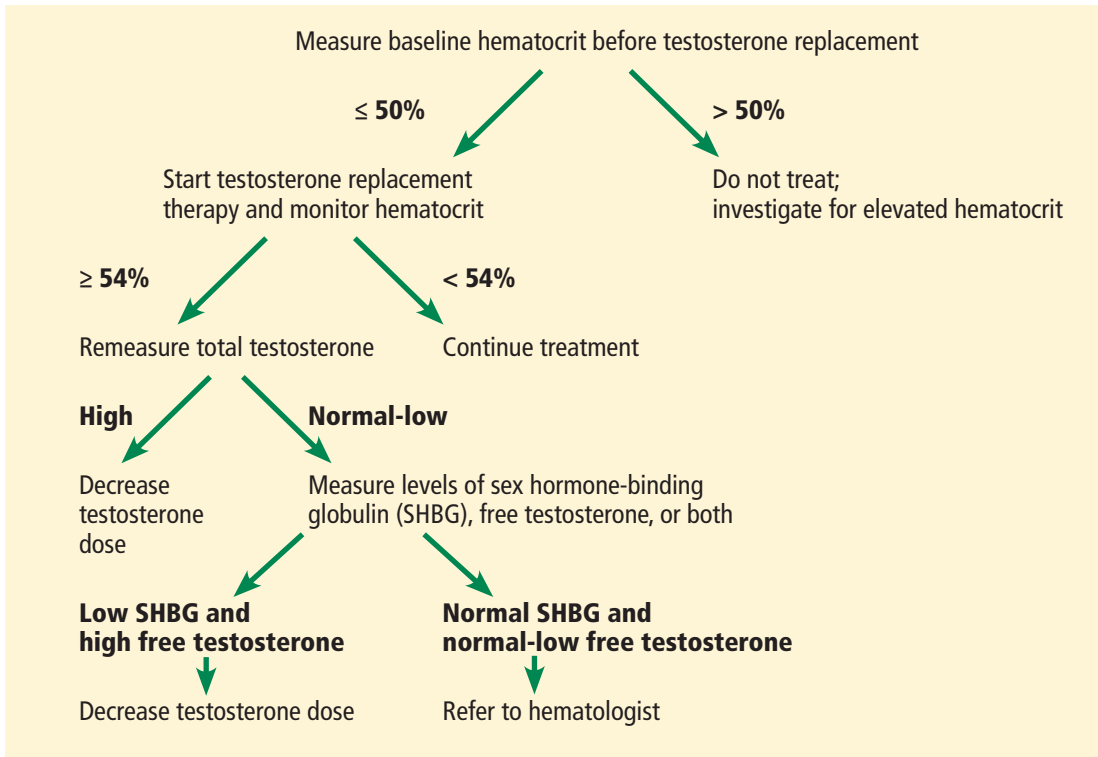 Measure baseline hematocrit before testosterone replacement
≤ 50%
> 50%
Start testosterone replacement
therapy and monitor hematocrit
Do not treat;
investigate for elevated hematocrit
≥ 54%
< 54%
Remeasure total testosterone
Continue treatment
High
Normal-low
Decrease
testosterone
dose
Measure levels of sex hormone-binding
globulin (SHBG), free testosterone, or both
Low SHBG and
high free testosterone
Normal SHBG and
normal-low free testosterone
Decrease testosterone dose
Refer to hematologist